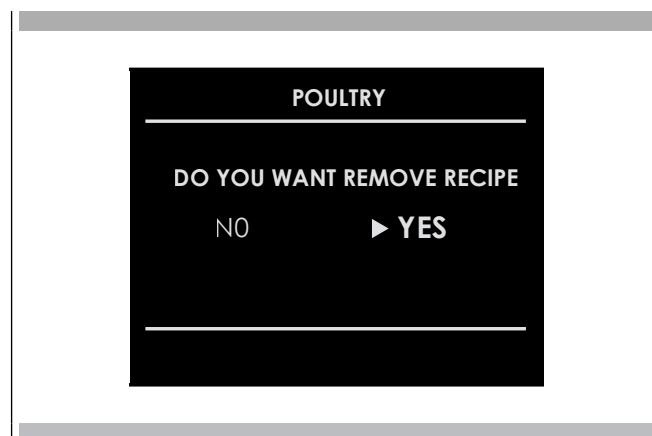 POULTRY
DO YOU WANT REMOVE RECIPE
N0 ▶ YES